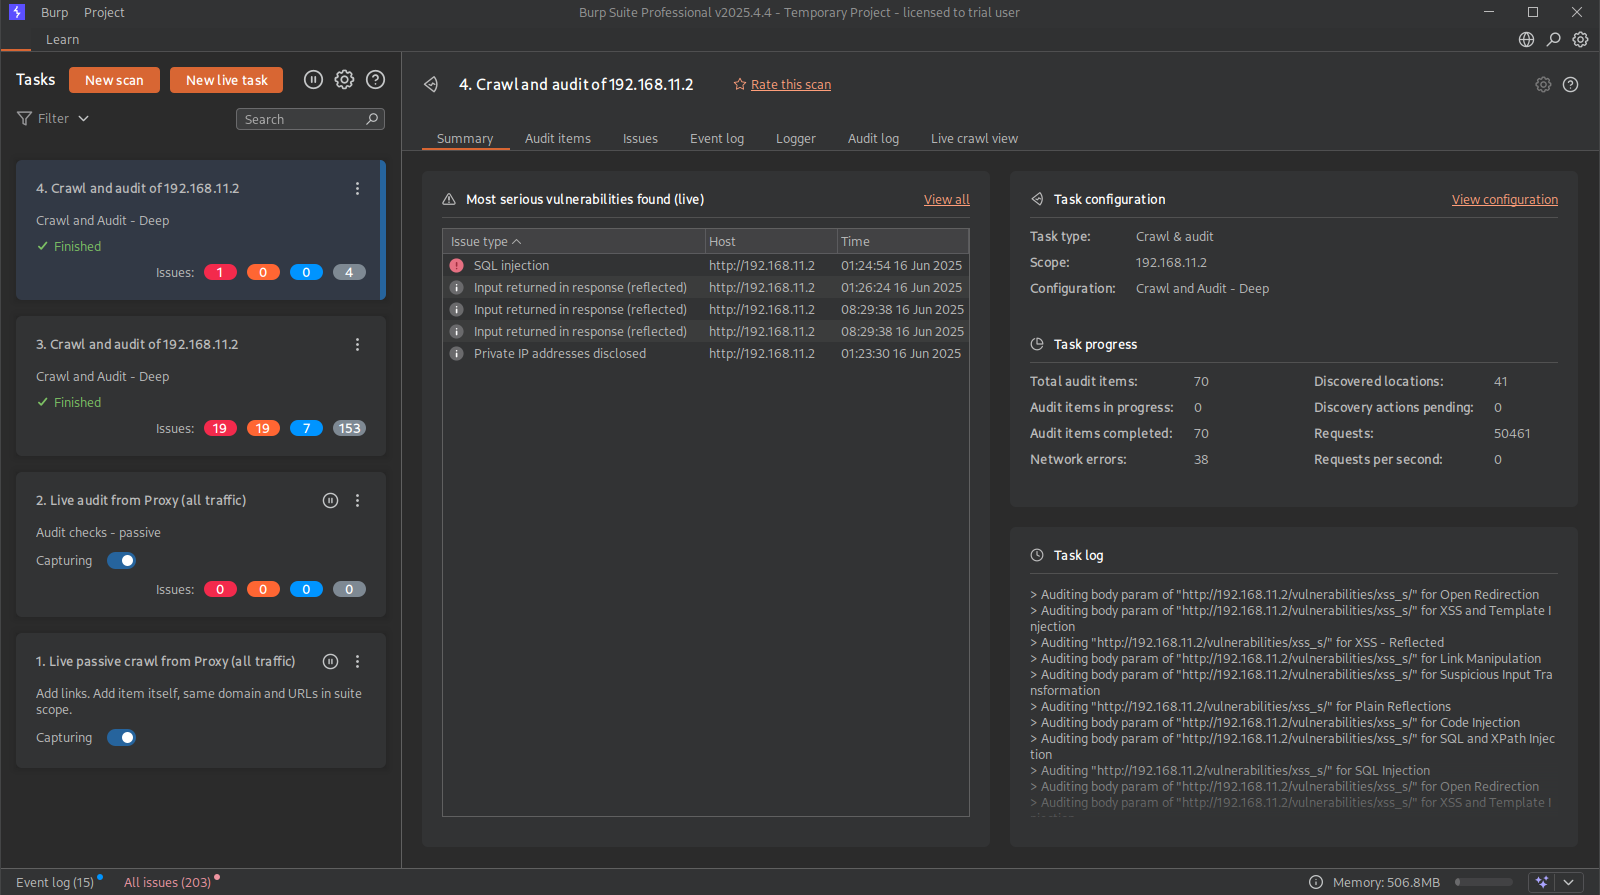 Burp Project
Burp Suite Professional v2025.4.4 - Temporary Project - licensed to trial user
Learn
Tasks New scan New live task
Filter Search
4. Crawl and audit of 192.168.11.2
Crawl and Audit - Deep
Finished
Issues: 1 0 0 4
3. Crawl and audit of 192.168.11.2
Crawl and Audit - Deep
Finished
Issues: 19 19 7 153
2. Live audit from Proxy (all traffic)
Audit checks - passive
Capturing
Issues: 0 0 0 0
1. Live passive crawl from Proxy (all traffic)
Add links. Add item itself, same domain and URLs in suite
scope.
Capturing
4. Crawl and audit of 192.168.11.2 Rate this scan
Summary Audit items Issues Event log Logger Audit log Live crawl view
Most serious vulnerabilities found (live) View all
Issue type Host Time
SQL injection http://192.168.11.2 01:24:54 16 Jun 2025
Input returned in response (reflected) http://192.168.11.2 01:26:24 16 Jun 2025
Input returned in response (reflected) http://192.168.11.2 08:29:38 16 Jun 2025
Input returned in response (reflected) http://192.168.11.2 08:29:38 16 Jun 2025
Private IP addresses disclosed http://192.168.11.2 01:23:30 16 Jun 2025
Task configuration View configuration
Task type: Crawl & audit
Scope: 192.168.11.2
Configuration: Crawl and Audit - Deep
Task progress
Total audit items: 70 Discovered locations: 41
Audit items in progress: 0 Discovery actions pending: 0
Audit items completed: 70 Requests: 50461
Network errors: 38 Requests per second: 0
Task log
> Auditing body param of "http://192.168.11.2/vulnerabilities/xss_s/" for Open Redirection
> Auditing body param of "http://192.168.11.2/vulnerabilities/xss_s/" for XSS and Template I
njection
> Auditing "http://192.168.11.2/vulnerabilities/xss_s/" for XSS - Reflected
> Auditing body param of "http://192.168.11.2/vulnerabilities/xss_s/" for Link Manipulation
> Auditing body param of "http://192.168.11.2/vulnerabilities/xss_s/" for Suspicious Input Tra
nsformation
> Auditing "http://192.168.11.2/vulnerabilities/xss_s/" for Plain Reflections
> Auditing body param of "http://192.168.11.2/vulnerabilities/xss_s/" for Code Injection
> Auditing body param of "http://192.168.11.2/vulnerabilities/xss_s/" for SQL and XPath Injec
tion
> Auditing "http://192.168.11.2/vulnerabilities/xss_s/" for SQL Injection
> Auditing body param of "http://192.168.11.2/vulnerabilities/xss_s/" for Open Redirection
> Auditing body param of "http://192.168.11.2/vulnerabilities/xss_s/" for XSS and Template I
Event log (15) All issues (203) Memory: 506.8MB